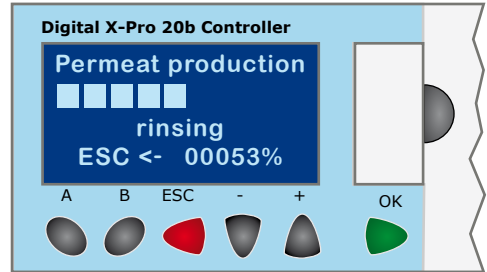 Digital X-Pro 20b Controller
Permeat production
rinsing
ESC <- 00053%
A B ESC - + OK